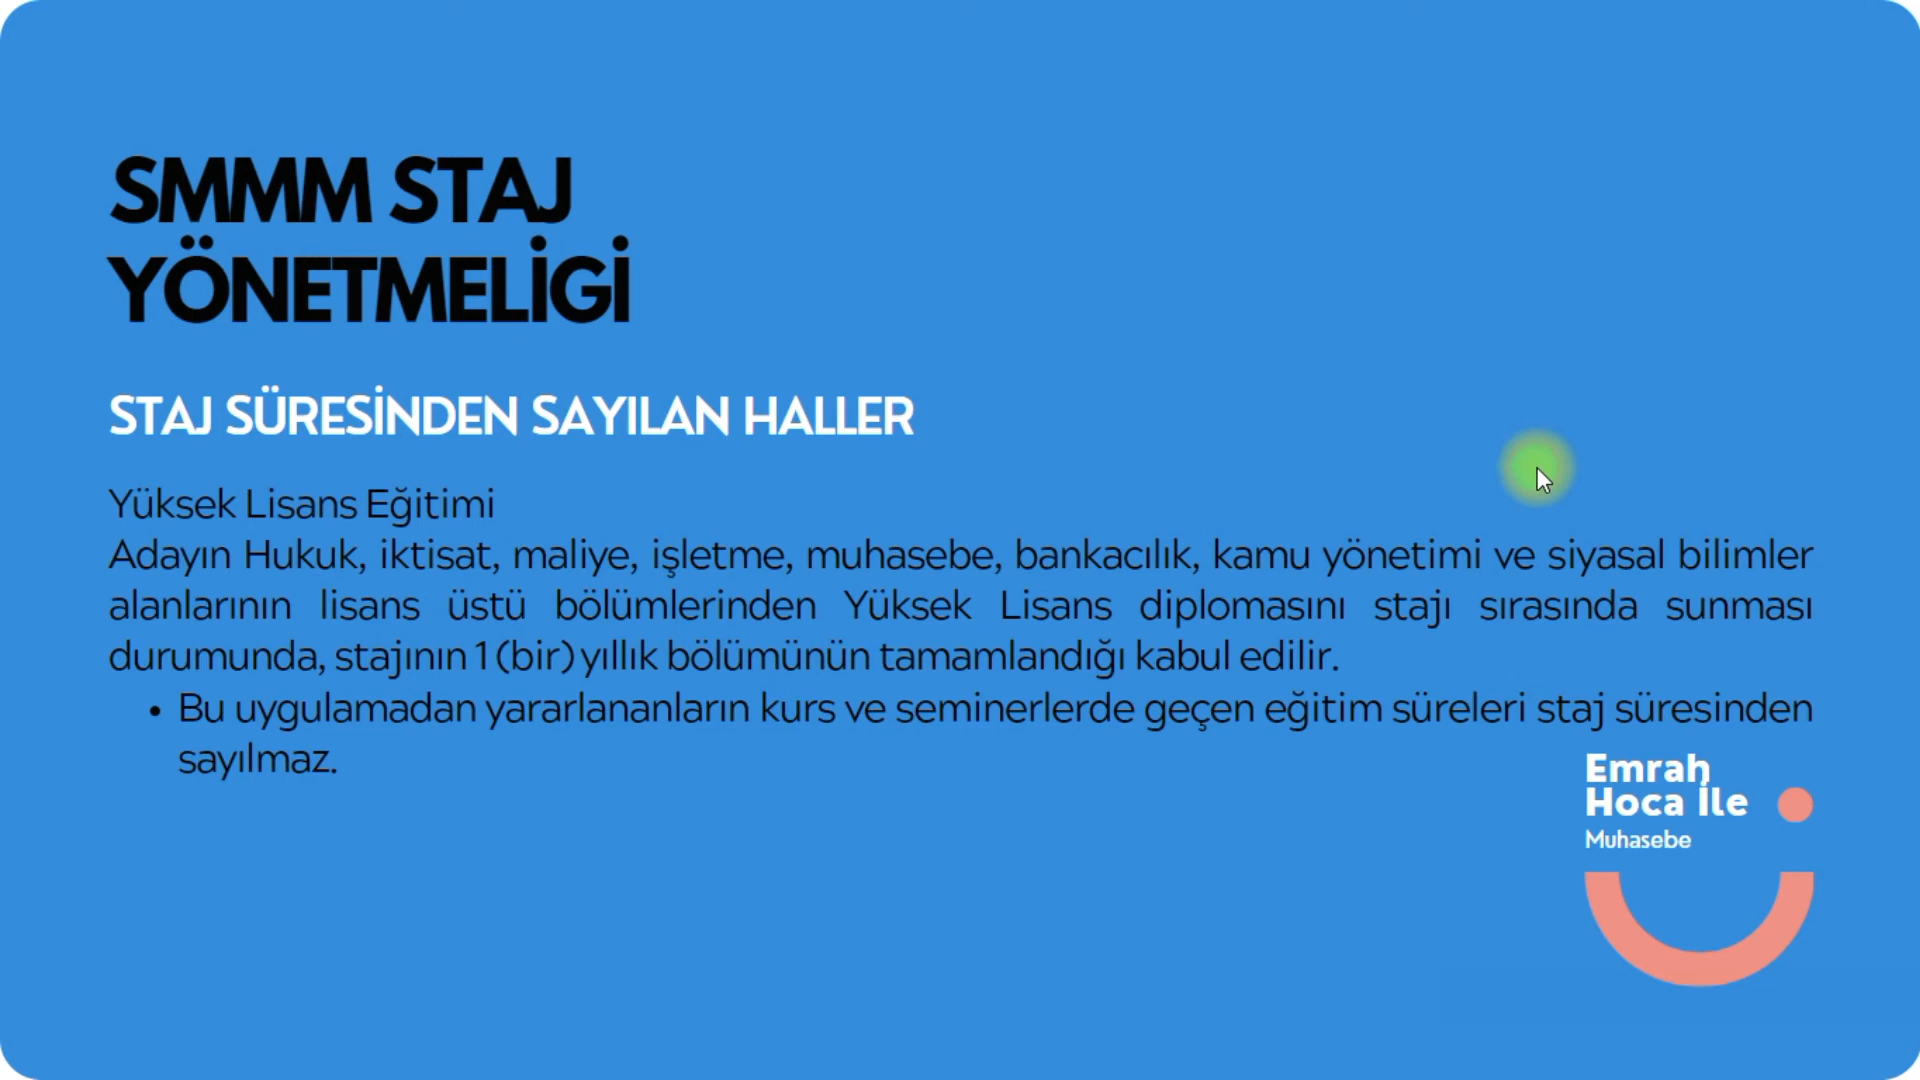 SMMM STAJ
YÖNETMELİGİ
STAJ SÜRESİNDEN SAYILAN HALLER
Yüksek Lisans Eğitimi
Adayın Hukuk, iktisat, maliye, işletme, muhasebe, bankacılık, kamu yönetimi ve siyasal bilimler
alanlarının lisans üstü bölümlerinden Yüksek Lisans diplomasını stajı sırasında sunması
durumunda, stajının 1 (bir) yıllık bölümünün tamamlandığı kabul edilir.
• Bu uygulamadan yararlananların kurs ve seminerlerde geçen eğitim süreleri staj süresinden
sayılmaz.
Emrah
Hoca İle
Muhasebe